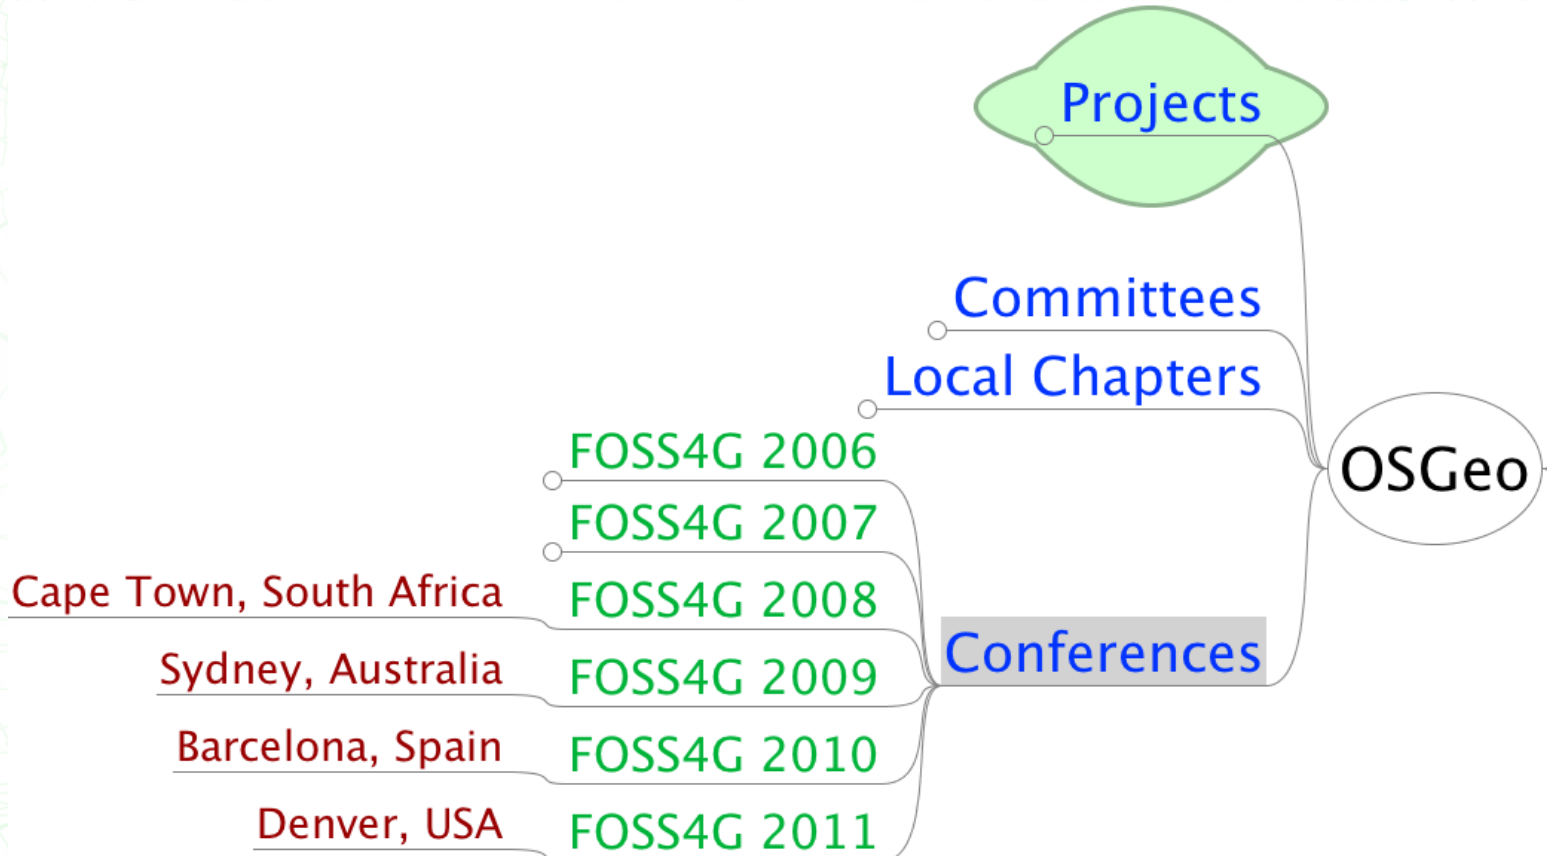 Projects
Committees
Local Chapters
FOSS4G 2006
FOSS4G 2007
Cape Town, South Africa
FOSS4G 2008
Sydney, Australia
FOSS4G 2009
Barcelona, Spain
FOSS4G 2010
Denver, USA
FOSS4G 2011
Conferences
OSGeo